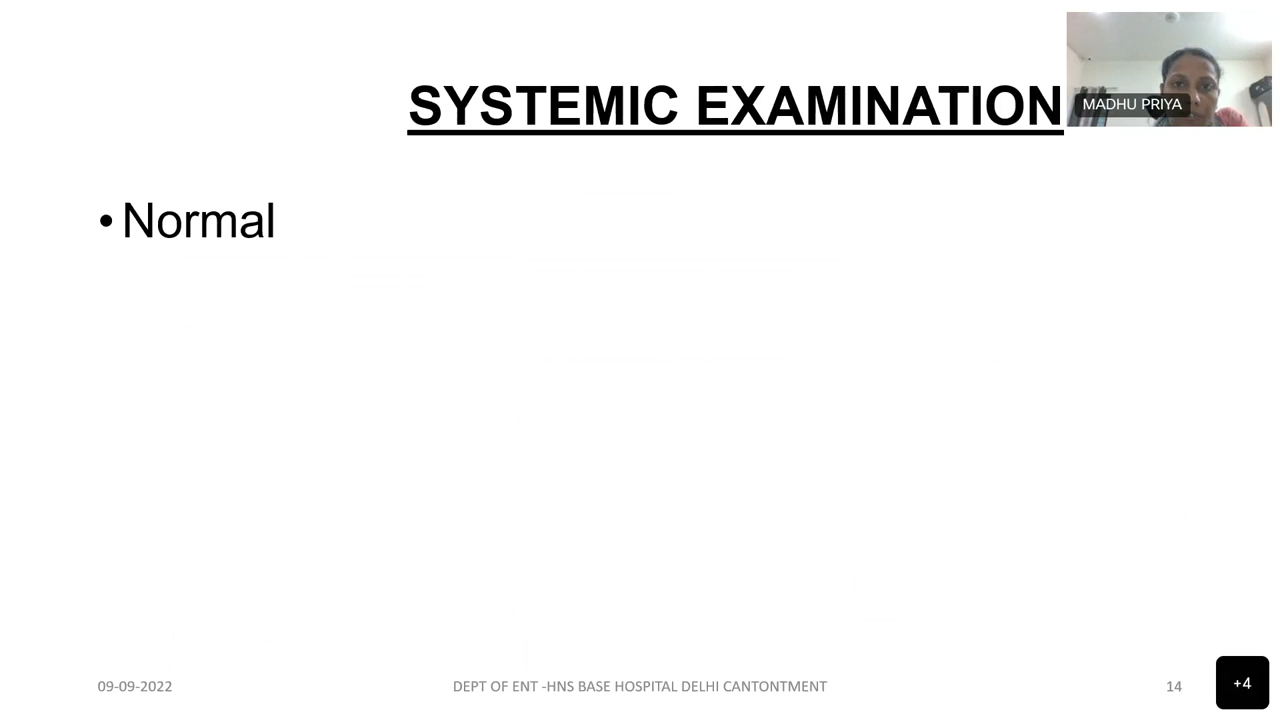 SYSTEMIC EXAMINATION
MADHU PRIYA
• Normal
09-09-2022
DEPT OF ENT -HNS BASE HOSPITAL DELHI CANTONTMENT
14
+4